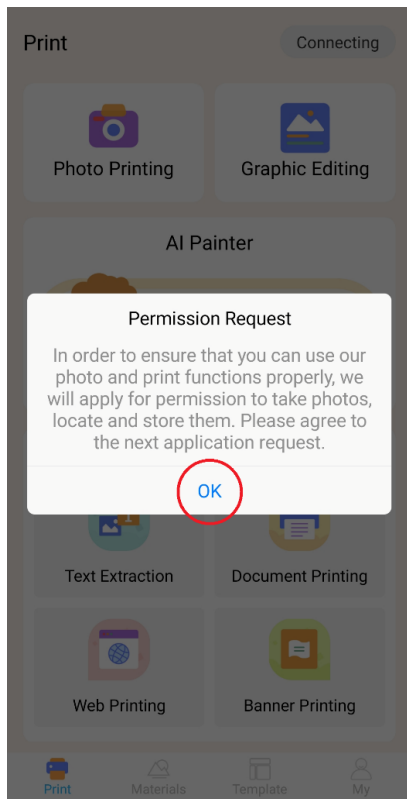 Print
Connecting
Photo Printing
Graphic Editing
AI Painter
Permission Request
In order to ensure that you can use our
photo and print functions properly, we
will apply for permission to take photos,
locate and store them. Please agree to
the next application request.
OK
Text Extraction
Document Printing
Web Printing
Banner Printing
Print
Materials
Template
My